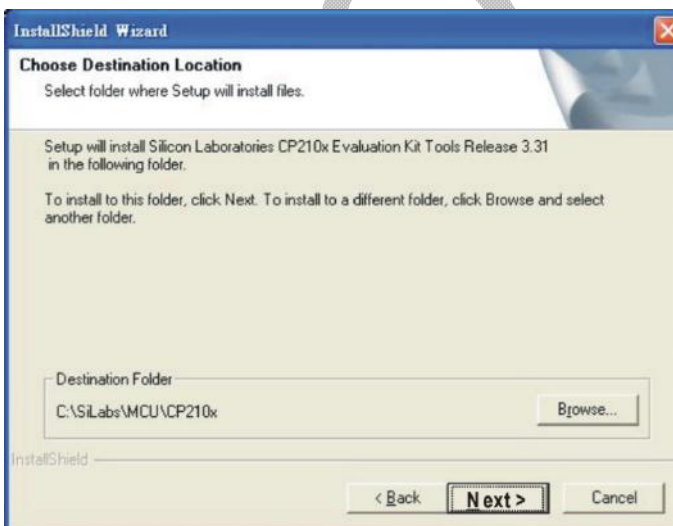 InstallShield Wizard
Choose Destination Location
Select folder where Setup will install files.
Setup will install Silicon Laboratories CP210x Evaluation Kit Tools Release 3.31
in the following folder.
To install to this folder, click Next. To install to a different folder, click Browse and select
another folder.
Destination Folder
C:\SiLabs\MCU\CP210x
Browse...
InstallShield
< Back
Next >
Cancel